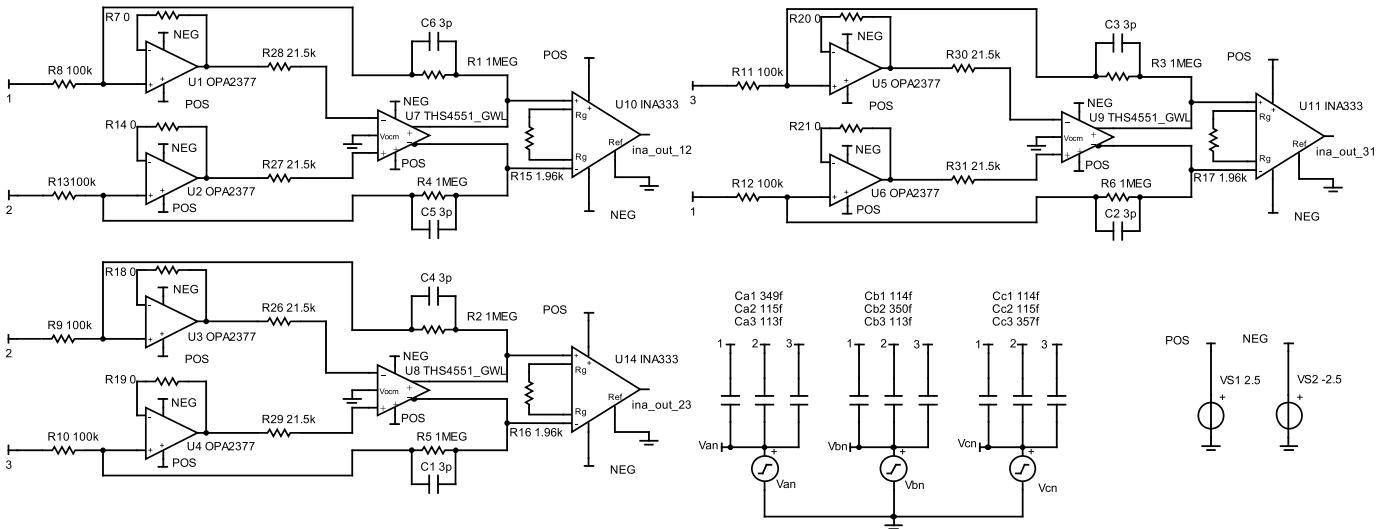 R7 0
NEG
R8 100k
1
U1 OPA2377
POS
R28 21.5k
C6 3p
R1 1MEG
POS
NEG
U7 THS4551_GWL
Vocm
POS
U10 INA333
Rg
Rg
Ref
ina_out_12
R14 0
NEG
R13100k
2
U2 OPA2377
POS
R27 21.5k
R4 1MEG
C5 3p
R15 1.96k
NEG
R20 0
NEG
R11 100k
3
U5 OPA2377
POS
R30 21.5k
C3 3p
R3 1MEG
POS
NEG
U9 THS4551_GWL
Vocm
POS
U11 INA333
Rg
Rg
Ref
ina_out_31
R21 0
NEG
R12 100k
1
U6 OPA2377
POS
R31 21.5k
R6 1MEG
C2 3p
R17 1.96k
NEG
R18 0
NEG
R9 100k
2
U3 OPA2377
POS
R26 21.5k
C4 3p
R2 1MEG
POS
NEG
U8 THS4551_GWL
Vocm
POS
U14 INA333
Rg
Rg
Ref
ina_out_23
R19 0
NEG
R10 100k
3
U4 OPA2377
POS
R29 21.5k
R5 1MEG
C1 3p
R16 1.96k
NEG
Ca1 349f
Ca2 115f
Ca3 113f
1 2 3
Van
Van
Cb1 114f
Cb2 350f
Cb3 113f
1 2 3
Vbn
Vbn
Cc1 114f
Cc2 115f
Cc3 357f
1 2 3
Vcn
Vcn
POS
VS1 2.5
NEG
VS2 -2.5